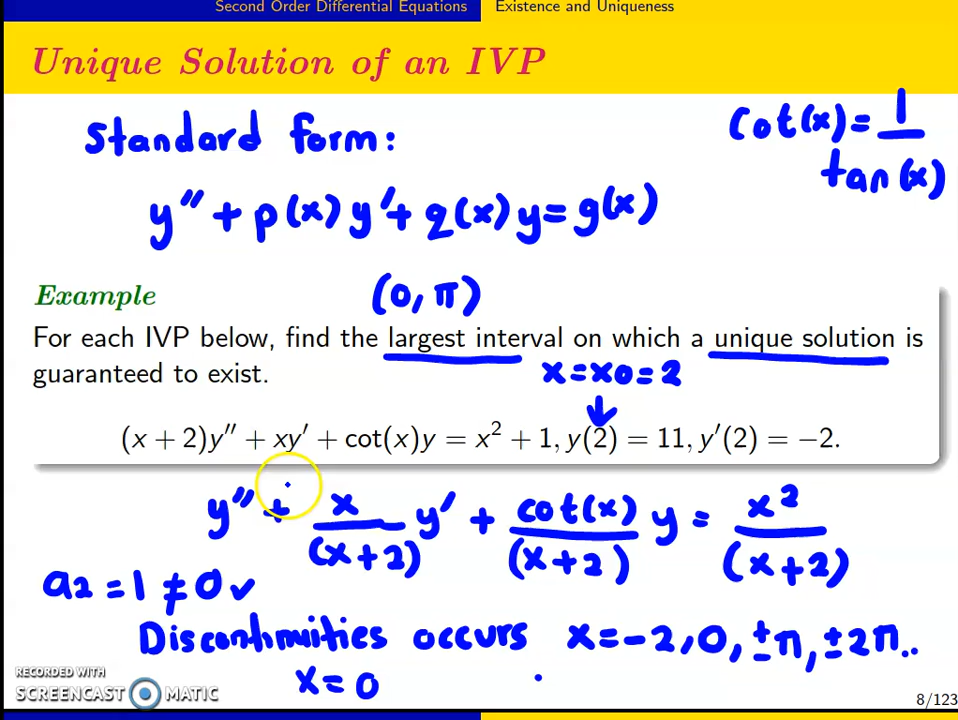 Second Order Differential Equations Existence and Uniqueness
Unique Solution of an IVP
Standard form:
cot(x) = 1/tan(x)
y'' + p(x) y' + q(x) y = g(x)
Example
(0, π)
For each IVP below, find the largest interval on which a unique solution is
guaranteed to exist.
x = x0 = 2
(x + 2)y'' + xy' + cot(x)y = x² + 1, y(2) = 11, y'(2) = −2.
y'' + x/(x+2) y' + cot(x)/(x+2) y = x²/(x+2)
a2 = 1 ≠ 0 ✓
Discontinuities occurs x = -2, 0, ±π, ±2π..
x = 0
RECORDED WITH
SCREENCAST MATIC
8/123